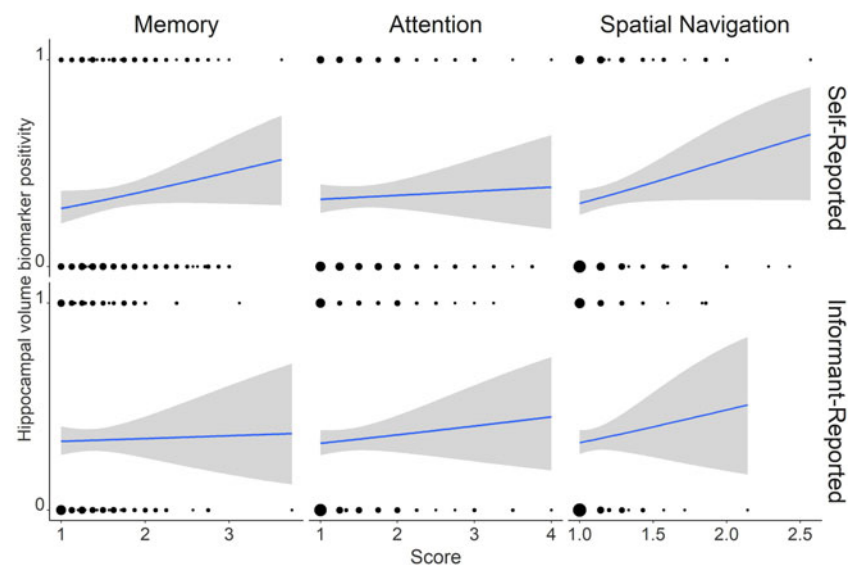 Memory Attention Spatial Navigation
1
0
Self-Reported
1
0
Informant-Reported
Hippocampal volume biomarker positivity
1 2 3 1 2 3 4 1.0 1.5 2.0 2.5
Score